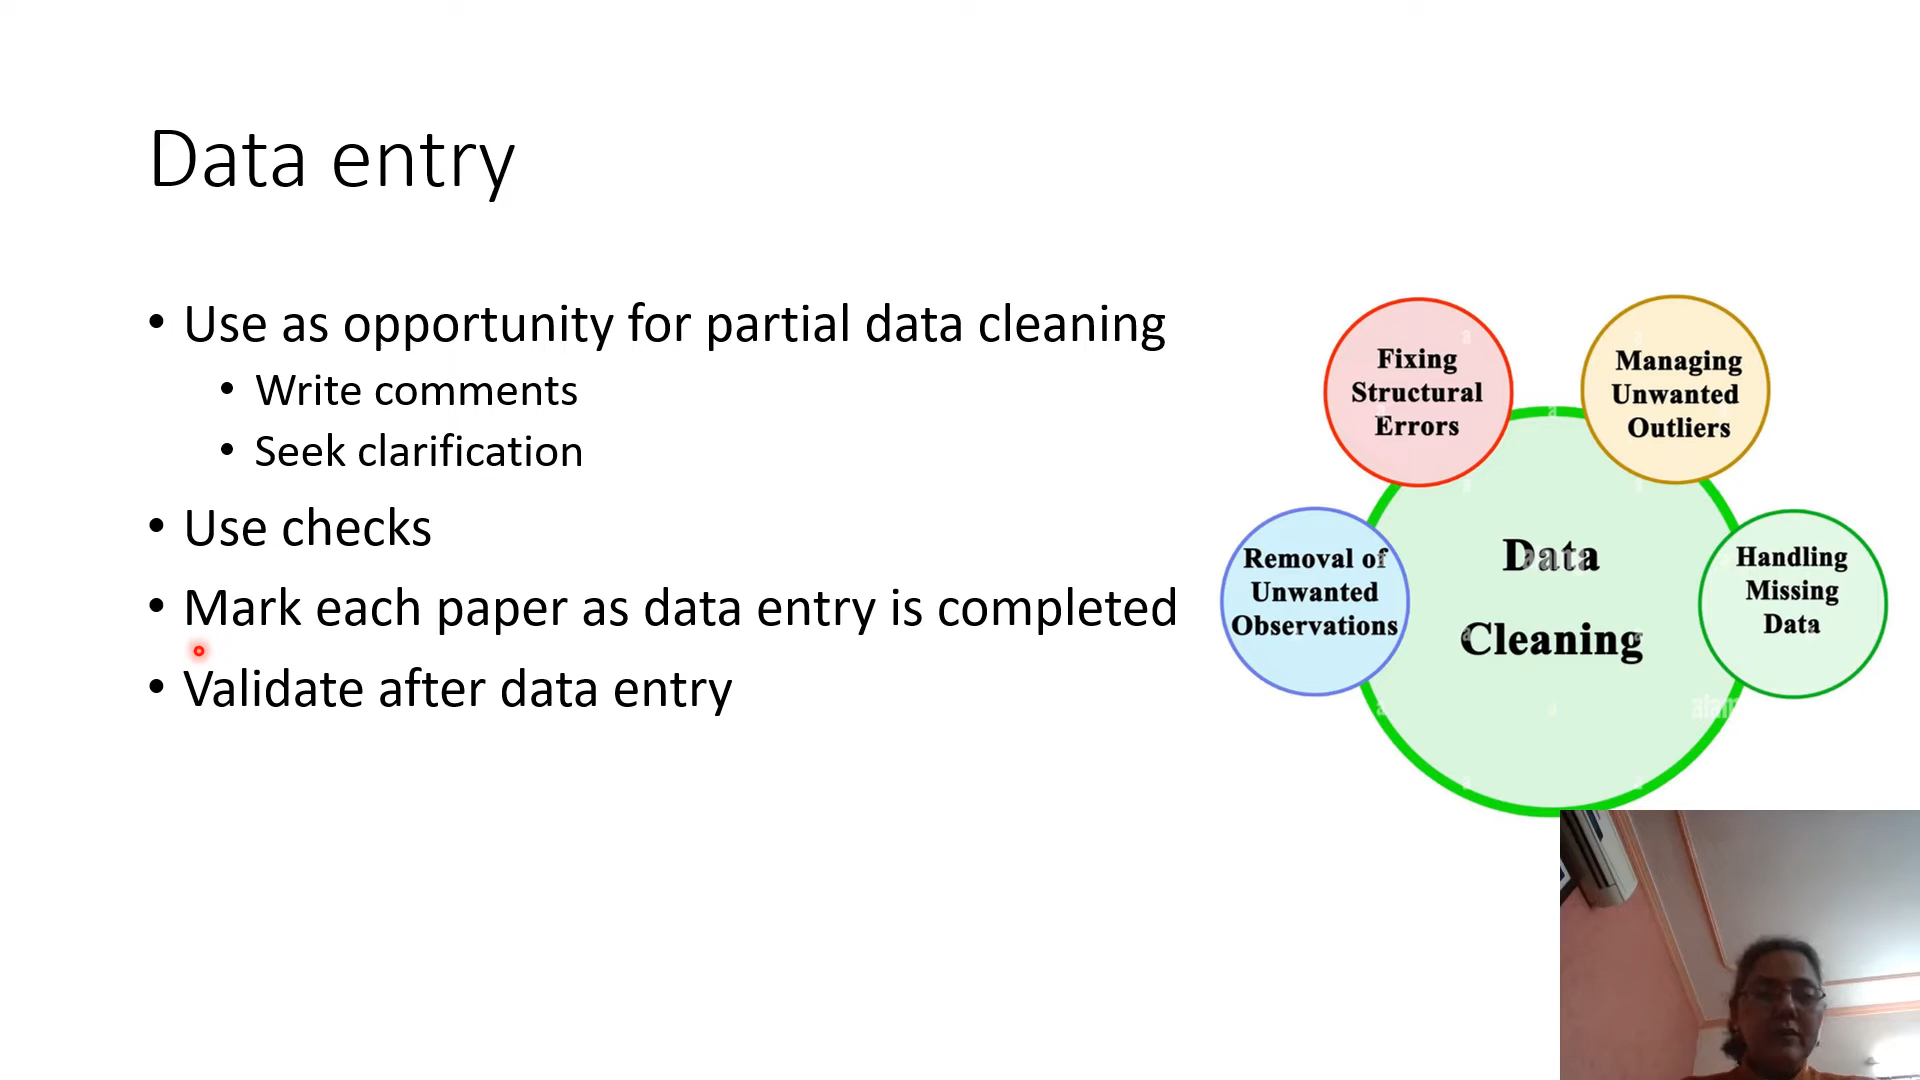 Data entry
• Use as opportunity for partial data cleaning
• Write comments
• Seek clarification
• Use checks
• Mark each paper as data entry is completed
• Validate after data entry
Fixing
Structural
Errors
Managing
Unwanted
Outliers
Removal of
Unwanted
Observations
Data
Cleaning
Handling
Missing
Data